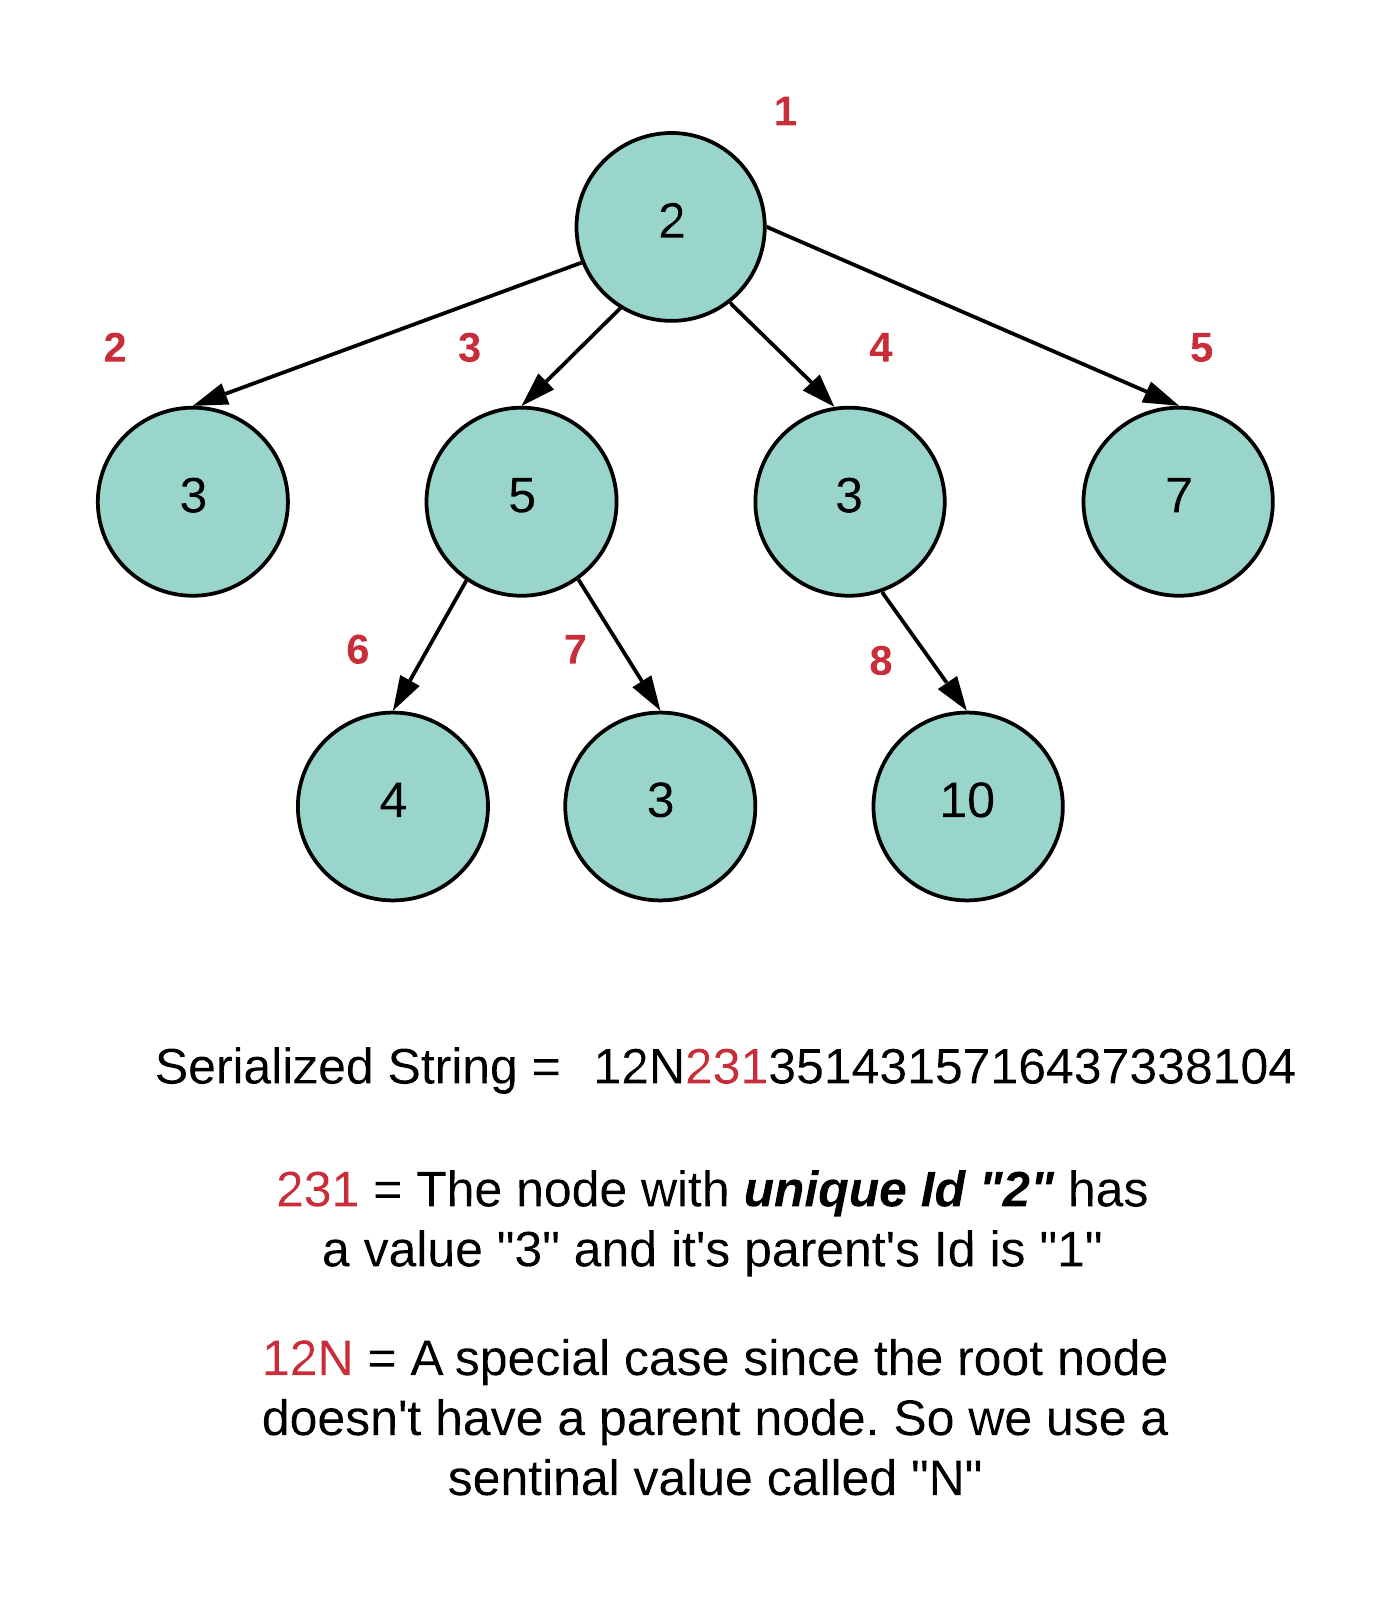 1
2
2
3
4
5
3
5
3
7
6
7
8
4
3
10
Serialized String = 12N231351431571643733​8104
231 = The node with unique Id "2" has
a value "3" and it's parent's Id is "1"
12N = A special case since the root node
doesn't have a parent node. So we use a
sentinal value called "N"